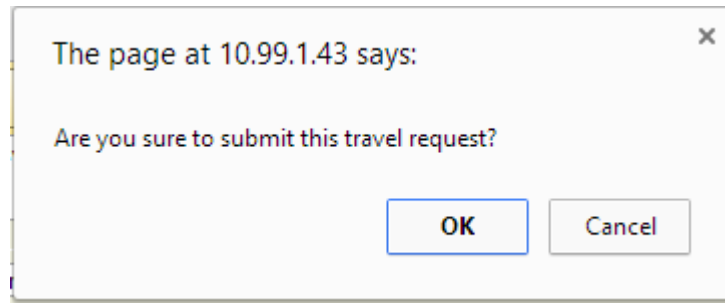 The page at 10.99.1.43 says:
Are you sure to submit this travel request?
OK Cancel